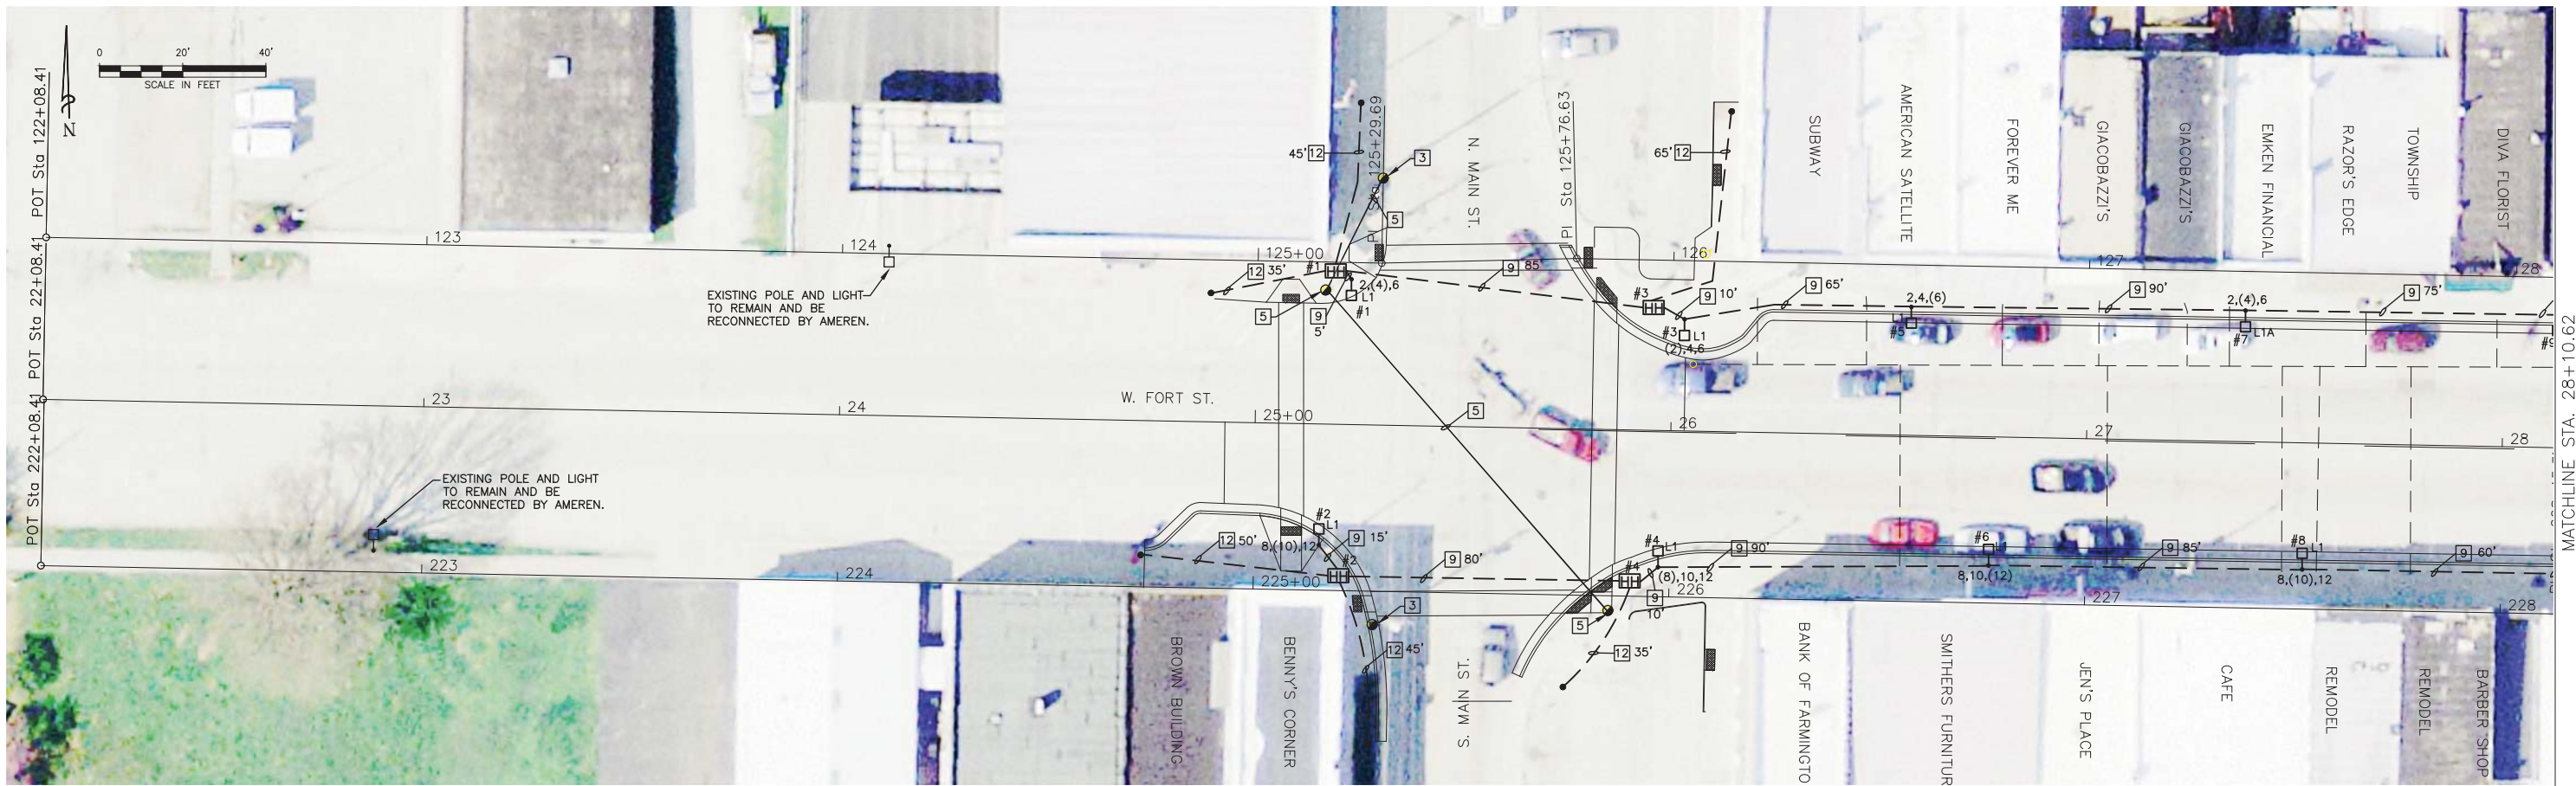 0 20' 40'
SCALE IN FEET
N
POT Sta 122+08.41
POT Sta 22+08.41
POT Sta 222+08.41
123
124
125+00
126
127
128
EXISTING POLE AND LIGHT
TO REMAIN AND BE
RECONNECTED BY AMEREN.
45' 12
3
PI Sta 125+29.69
5
N. MAIN ST.
PI Sta 125+76.63
65' 12
SUBWAY
AMERICAN SATELLITE
FOREVER ME
GIACOBAZZI'S
GIACOBAZZI'S
EMKEN FINANCIAL
RAZOR'S EDGE
TOWNSHIP
DIVA FLORIST
12 35'
#1
2,(4),6
L1
#1
5
9
5'
9 85'
#3
9 10'
#3 L1
(2),4,6
9 65'
2,4,(6)
L1
#5
9 90'
2,(4),6
L1A
#7
9 75'
#9
MATCHLINE STA. 28+10.62
23
24
W. FORT ST.
25+00
5
26
27
28
EXISTING POLE AND LIGHT
TO REMAIN AND BE
RECONNECTED BY AMEREN.
#2
L1
8,(10),12
9 15'
12 50'
#2
9 80'
#4
L1
#4
(8),10,12
9
10'
9 90'
#6
L1
8,10,(12)
9 85'
#8
L1
8,(10),12
9 60'
223
224
225+00
226
227
228
3
5
12 45'
12 35'
BROWN BUILDING
BENNY'S CORNER
S. MAIN ST.
BANK OF FARMINGTO
SMITHERS FURNITUR
JEN'S PLACE
CAFE
REMODEL
REMODEL
BARBER SHOP